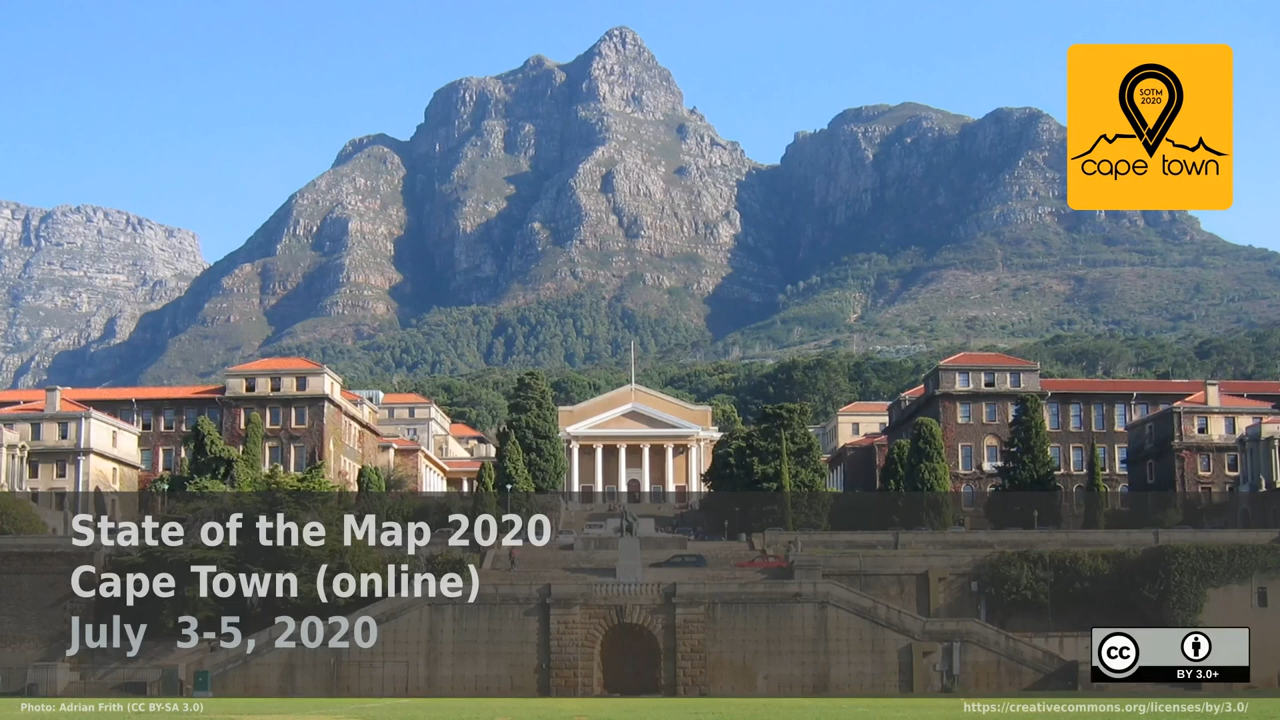 SOTM
2020
cape town
State of the Map 2020
Cape Town (online)
July 3-5, 2020
cc
BY 3.0+
Photo: Adrian Frith (CC BY-SA 3.0)
https://creativecommons.org/licenses/by/3.0/